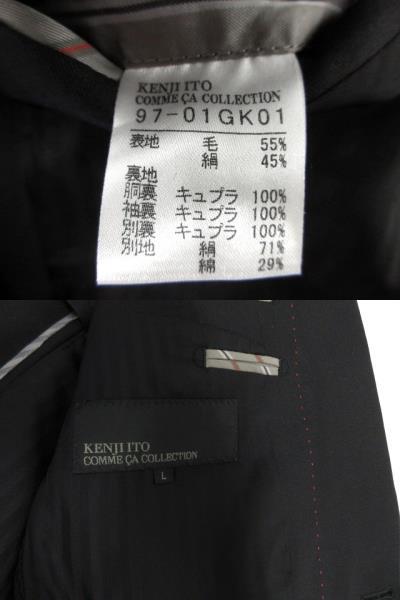 KENJI ITO
COMME ÇA COLLECTION
97-01GK01
表地 毛 55%
絹 45%
裏地
胴裏 キュプラ 100%
袖裏 キュプラ 100%
別裏 キュプラ 100%
別地 絹 71%
綿 29%
KENJI ITO
COMME ÇA COLLECTION
L